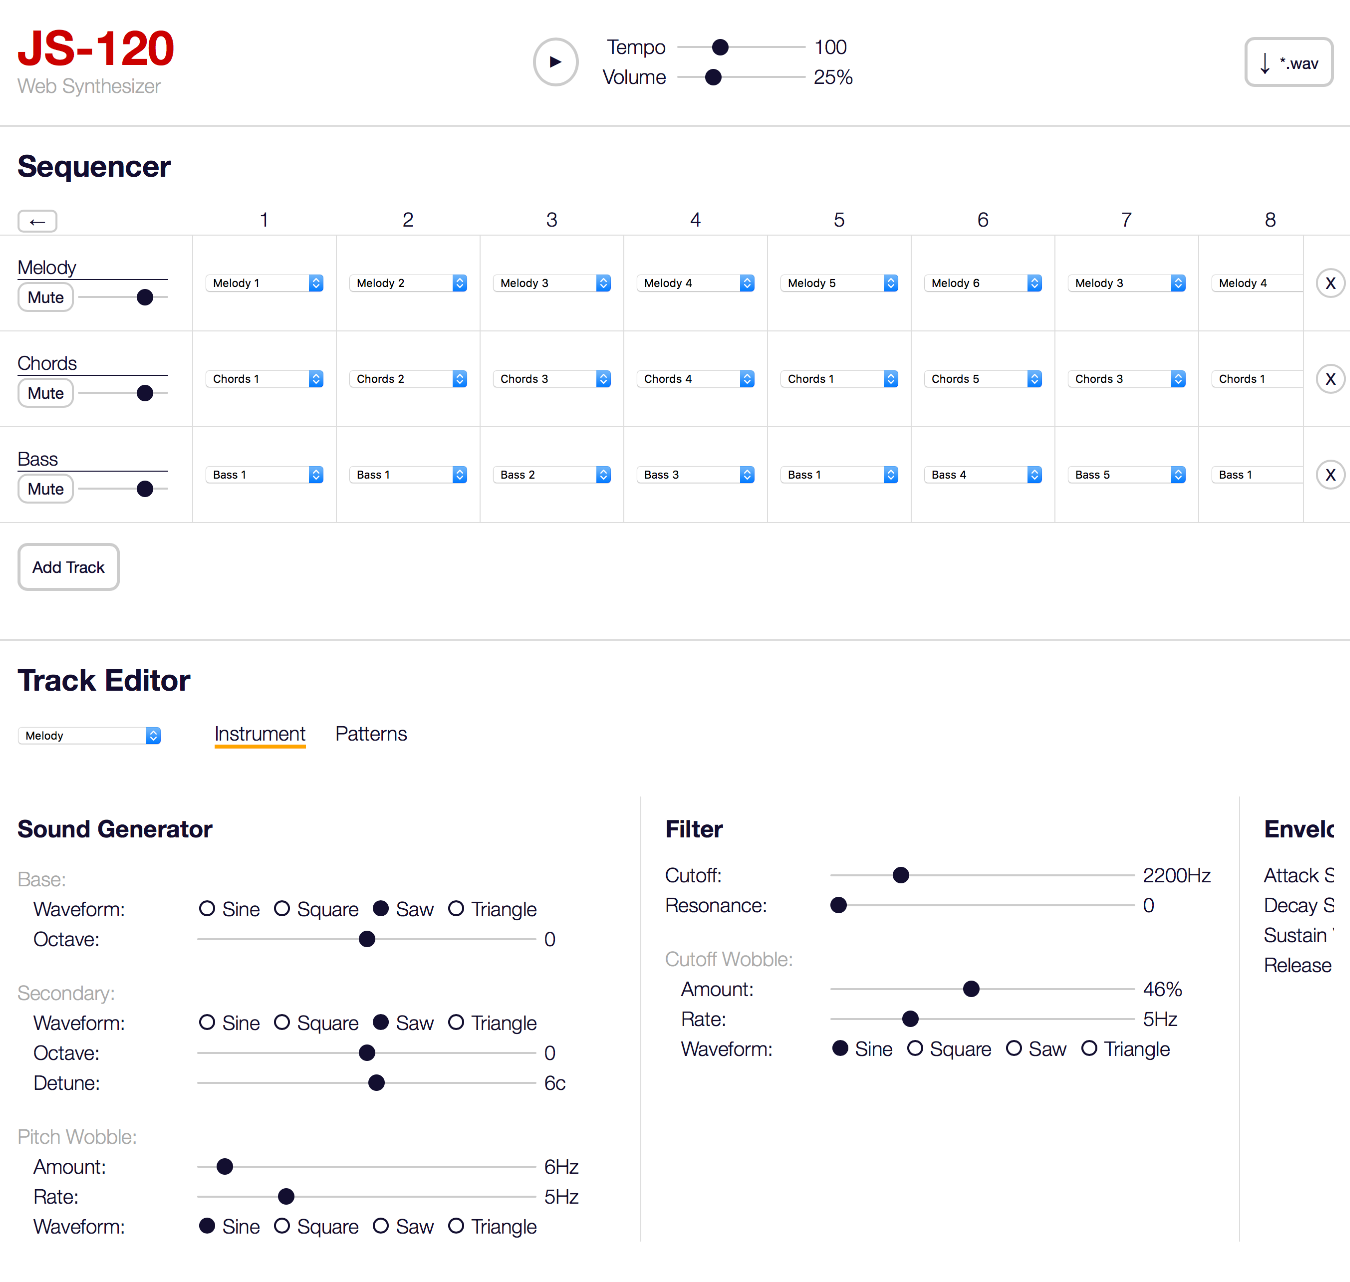 JS-120
Web Synthesizer
Tempo 100
Volume 25%
*.wav
Sequencer
1 2 3 4 5 6 7 8
Melody
Mute Melody 1 Melody 2 Melody 3 Melody 4 Melody 5 Melody 6 Melody 3 Melody 4 X
Chords
Mute Chords 1 Chords 2 Chords 3 Chords 4 Chords 1 Chords 5 Chords 3 Chords 1 X
Bass
Mute Bass 1 Bass 1 Bass 2 Bass 3 Bass 1 Bass 4 Bass 5 Bass 1 X
Add Track
Track Editor
Melody Instrument Patterns
Sound Generator
Base:
Waveform: Sine Square Saw Triangle
Octave: 0
Secondary:
Waveform: Sine Square Saw Triangle
Octave: 0
Detune: 6c
Pitch Wobble:
Amount: 6Hz
Rate: 5Hz
Waveform: Sine Square Saw Triangle
Filter
Cutoff: 2200Hz
Resonance: 0
Cutoff Wobble:
Amount: 46%
Rate: 5Hz
Waveform: Sine Square Saw Triangle
Envelo
Attack S
Decay S
Sustain
Release